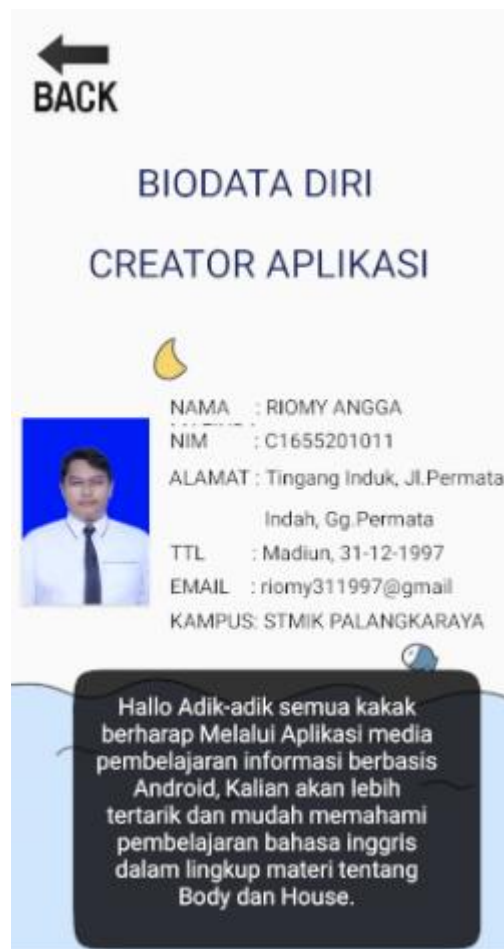 BACK
BIODATA DIRI
CREATOR APLIKASI
NAMA : RIOMY ANGGA
NIM : C1655201011
ALAMAT : Tingang Induk, Jl.Permata
Indah, Gg.Permata
TTL : Madiun, 31-12-1997
EMAIL : riomy311997@gmail
KAMPUS: STMIK PALANGKARAYA
Hallo Adik-adik semua kakak
berharap Melalui Aplikasi media
pembelajaran informasi berbasis
Android, Kalian akan lebih
tertarik dan mudah memahami
pembelajaran bahasa inggris
dalam lingkup materi tentang
Body dan House.